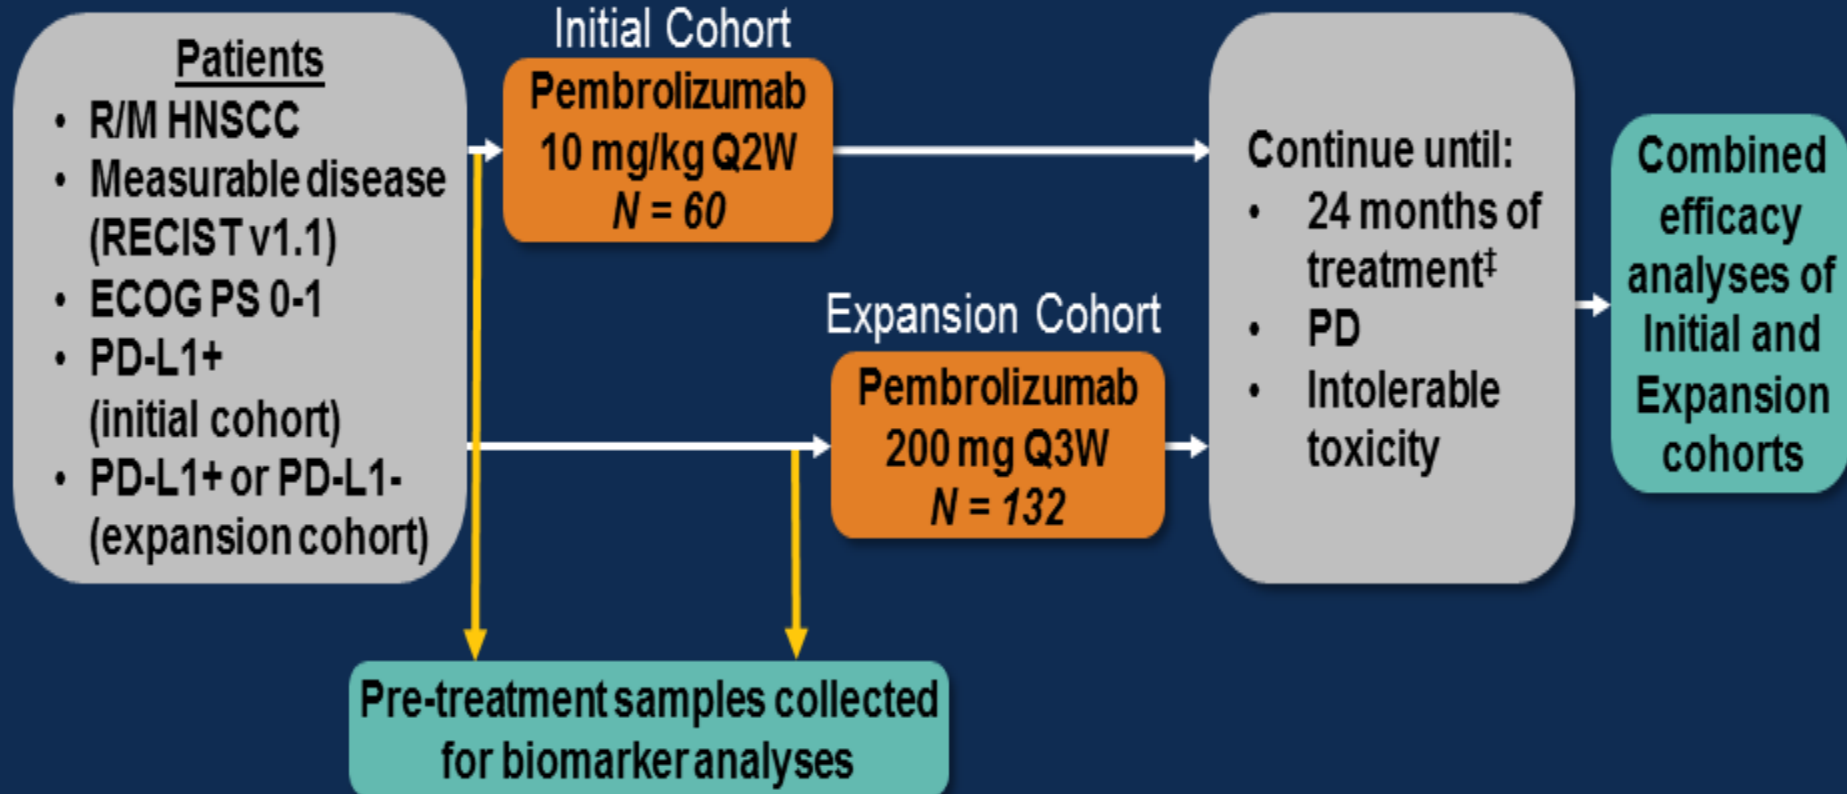 Patients
• R/M HNSCC
• Measurable disease
(RECIST v1.1)
• ECOG PS 0-1
• PD-L1+
(initial cohort)
• PD-L1+ or PD-L1-
(expansion cohort)
Initial Cohort
Pembrolizumab
10 mg/kg Q2W
N = 60
Expansion Cohort
Pembrolizumab
200 mg Q3W
N = 132
Continue until:
• 24 months of
treatment‡
• PD
• Intolerable
toxicity
Combined
efficacy
analyses of
Initial and
Expansion
cohorts
Pre-treatment samples collected
for biomarker analyses